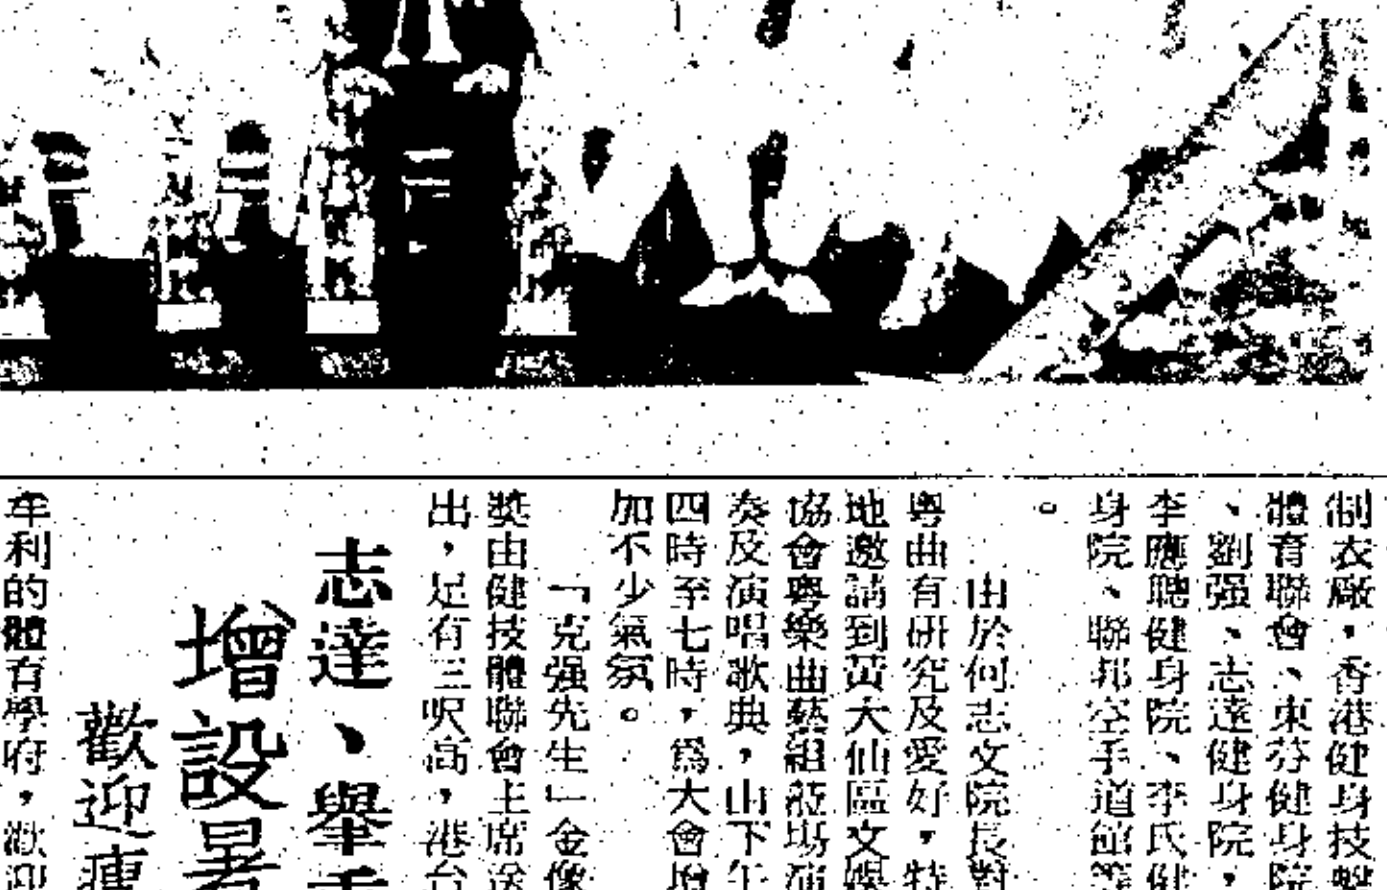 制衣廠，香港健身技擊
體育聯會、東芬健身院
、劉强、志達健身院，
李應聰健身院、李氏健
身院、聯邦空手道館等
。
由於何志文院長對
粤曲有研究及愛好，特
地邀請到黃大仙區文娛
協會粤樂曲藝組蒞場演
奏及演唱歌典，由下午
四時至七時，爲大會增
加不少氣氛。
「克强先生」金像
獎由健技體聯會主席送
出，足有三呎高，港台
志達、舉重
增設暑
歡迎瘦
牟利的體育學府，歡迎